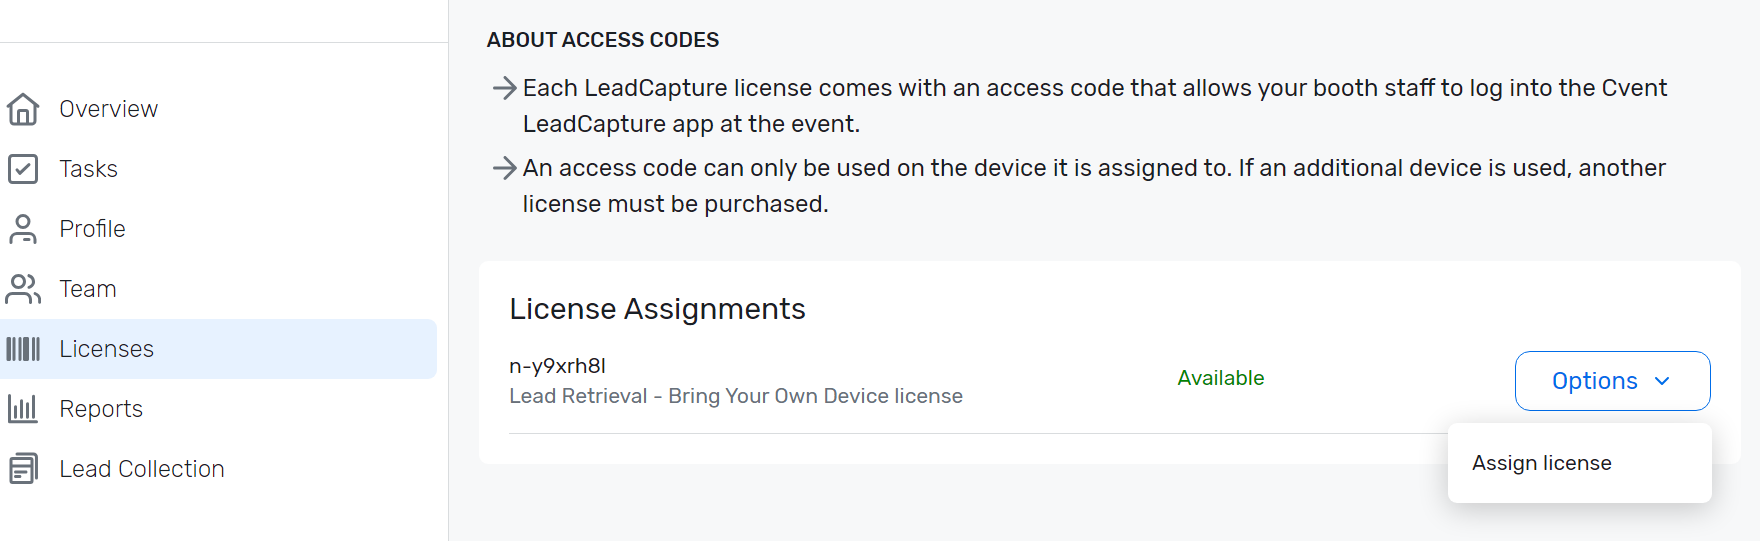 Overview
Tasks
Profile
Team
Licenses
Reports
Lead Collection
ABOUT ACCESS CODES
Each LeadCapture license comes with an access code that allows your booth staff to log into the Cvent
LeadCapture app at the event.
An access code can only be used on the device it is assigned to. If an additional device is used, another
license must be purchased.
License Assignments
n-y9xrh8l
Lead Retrieval - Bring Your Own Device license
Available
Options
Assign license